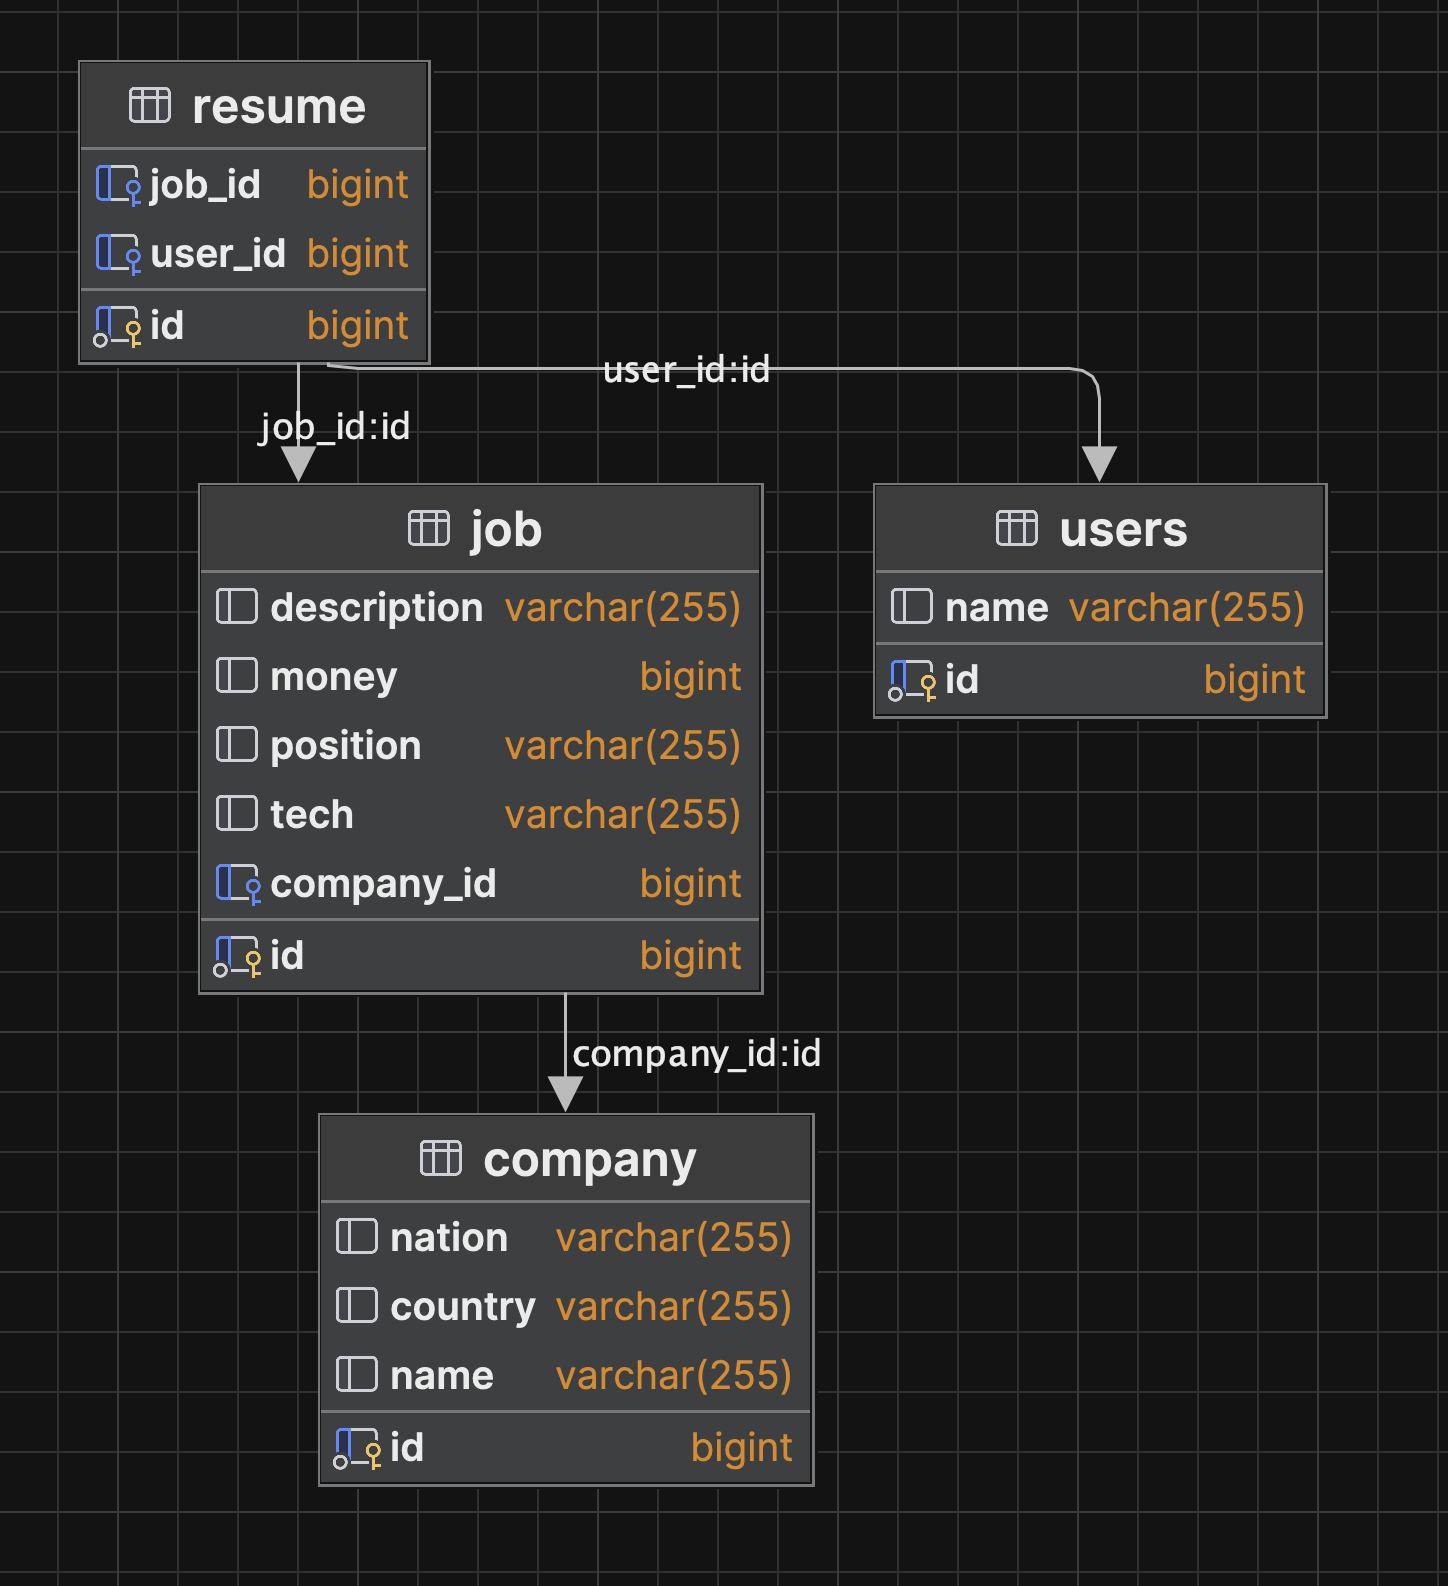 resume
job_id bigint
user_id bigint
id bigint
user_id:id
job_id:id
job
description varchar(255)
money bigint
position varchar(255)
tech varchar(255)
company_id bigint
id bigint
users
name varchar(255)
id bigint
company_id:id
company
nation varchar(255)
country varchar(255)
name varchar(255)
id bigint